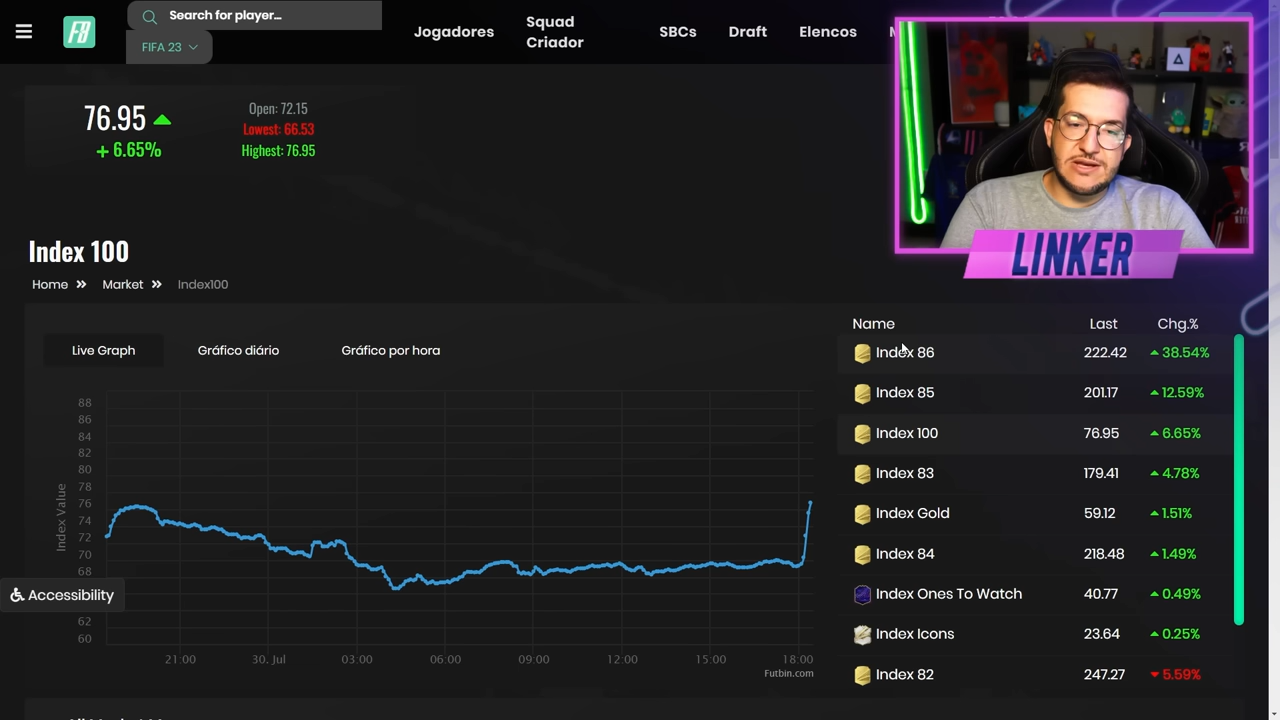 Search for player...
FIFA 23
Jogadores
Squad
Criador
SBCs
Draft
Elencos
76.95
+ 6.65%
Open: 72.15
Lowest: 66.53
Highest: 76.95
LINKER
Index 100
Home
Market
Index100
Live Graph
Gráfico diário
Gráfico por hora
Name Last Chg.%
Index 86 222.42 38.54%
Index 85 201.17 12.59%
Index 100 76.95 6.65%
Index 83 179.41 4.78%
Index Gold 59.12 1.51%
Index 84 218.48 1.49%
Index Ones To Watch 40.77 0.49%
Index Icons 23.64 0.25%
Index 82 247.27 5.59%
Index Value
88
86
84
82
80
78
76
74
72
70
68
62
60
21:00 30. Jul 03:00 06:00 09:00 12:00 15:00 18:00
Futbin.com
Accessibility